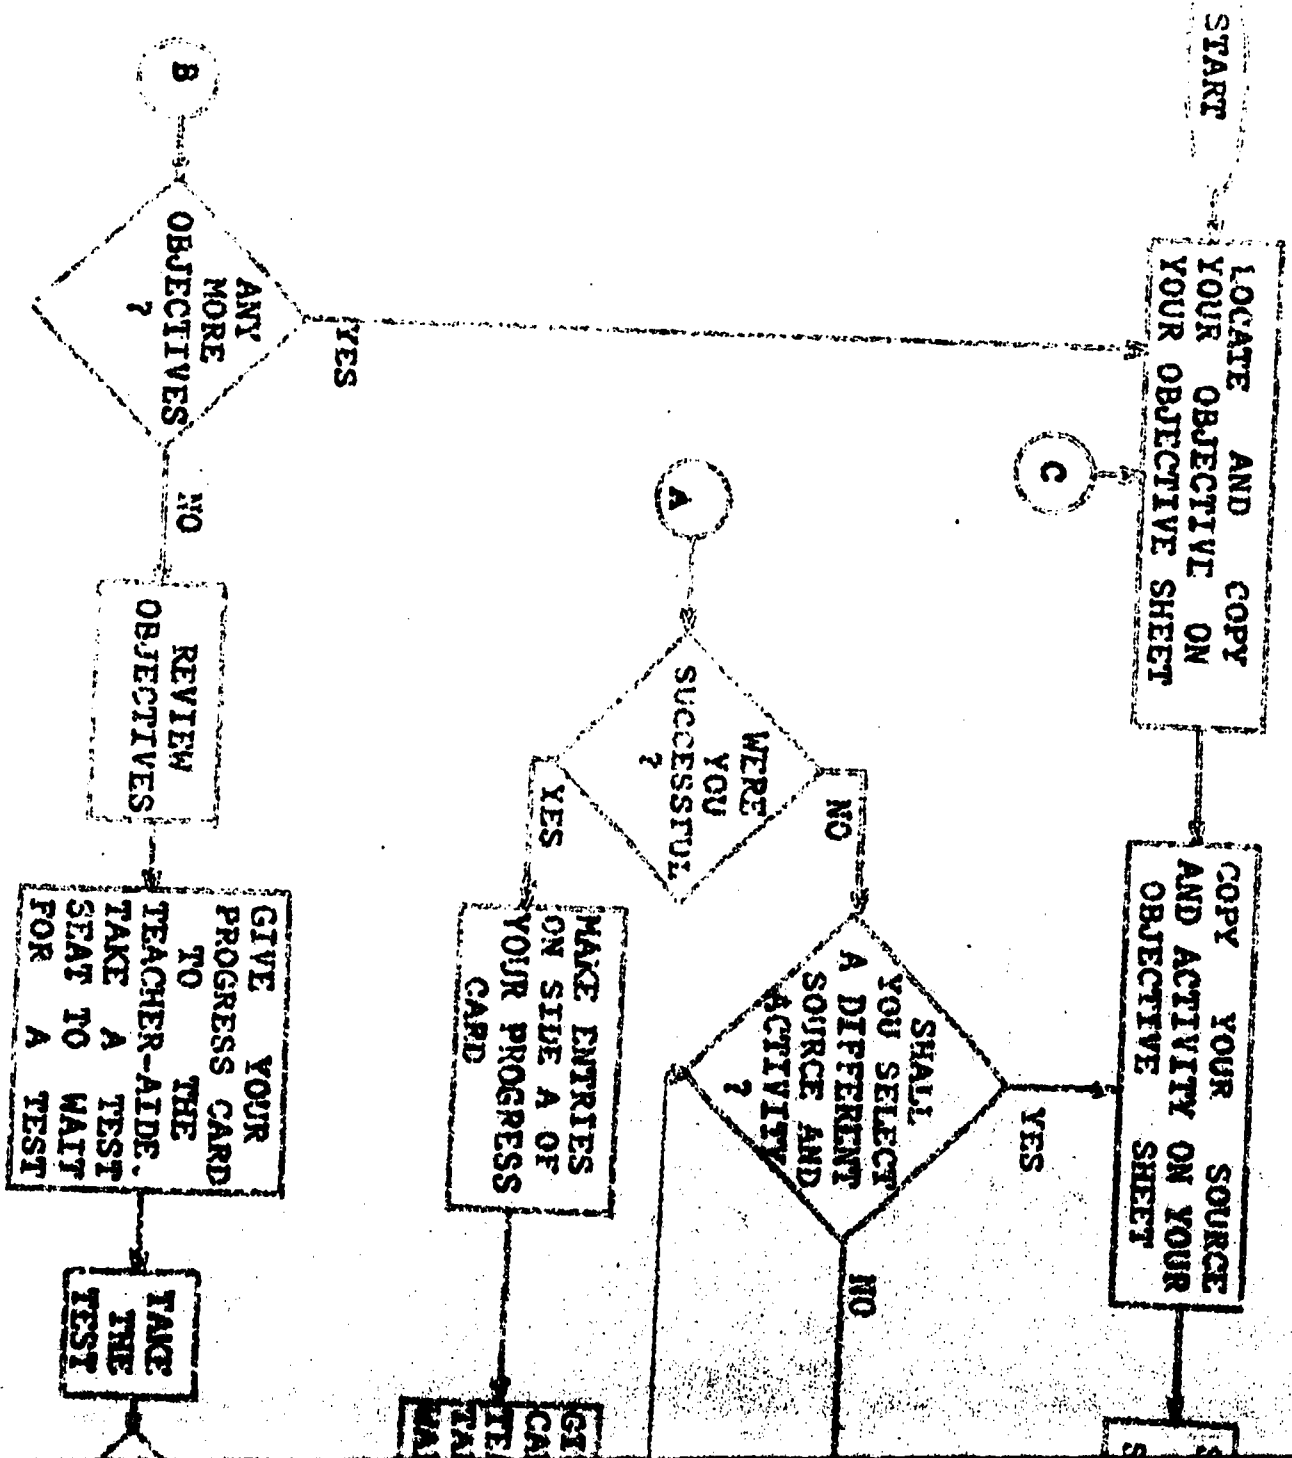 START
LOCATE AND COPY
YOUR OBJECTIVE ON
YOUR OBJECTIVE SHEET
COPY YOUR SOURCE
AND ACTIVITY ON YOUR
OBJECTIVE SHEET
C
A
WERE
YOU
SUCCESSFUL
?
NO
YES
SHALL
YOU SELECT
A DIFFERENT
SOURCE AND
ACTIVITY
?
YES
NO
MAKE ENTRIES
ON SIDE A OF
YOUR PROGRESS
CARD
B
ANY
MORE
OBJECTIVES
?
YES
NO
REVIEW
OBJECTIVES
GIVE YOUR
PROGRESS CARD
TO THE
TEACHER-AIDE.
TAKE A TEST
SEAT TO WAIT
FOR A TEST
TAKE
THE
TEST